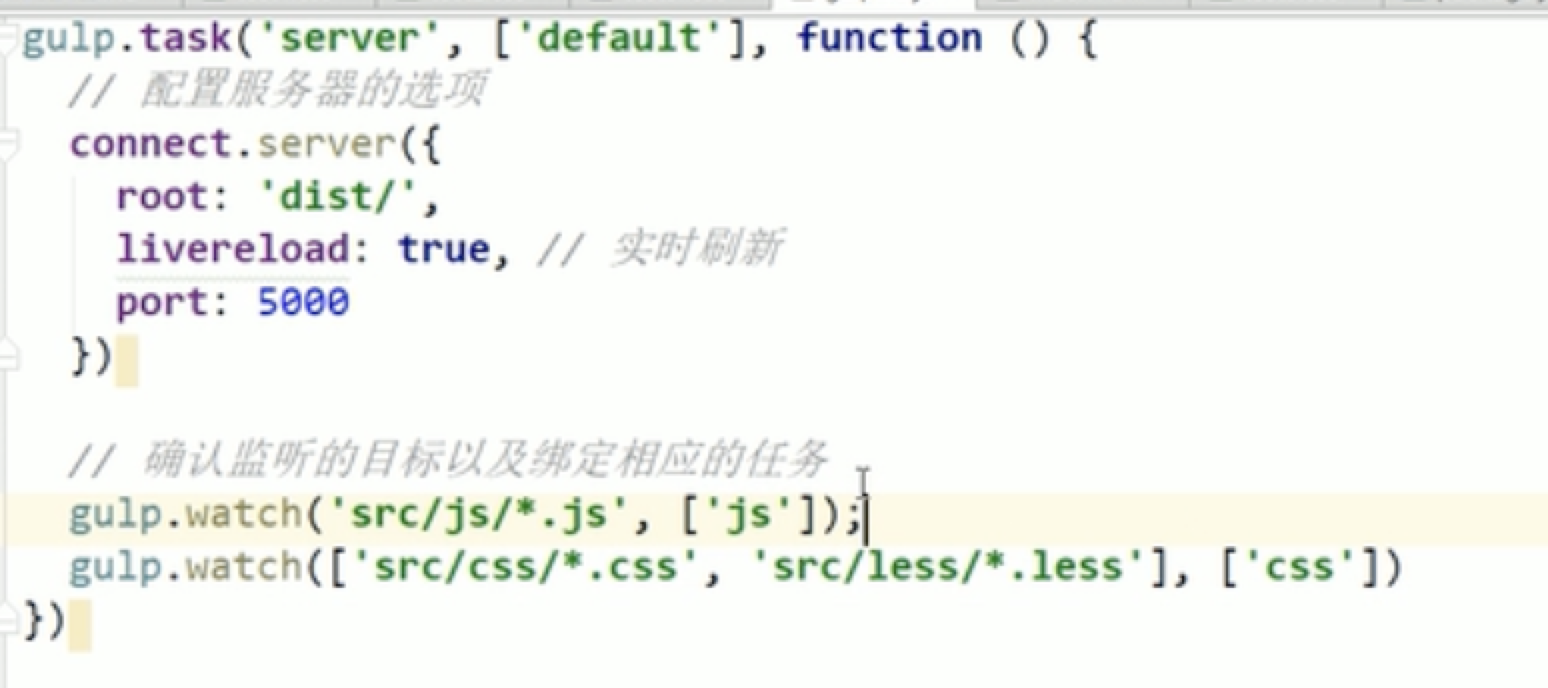 gulp.task('server', ['default'], function () {
// 配置服务器的选项
connect.server({
root: 'dist/',
livereload: true, // 实时刷新
port: 5000
})
// 确认监听的目标以及绑定相应的任务
gulp.watch('src/js/*.js', ['js']);
gulp.watch(['src/css/*.css', 'src/less/*.less'], ['css'])
})